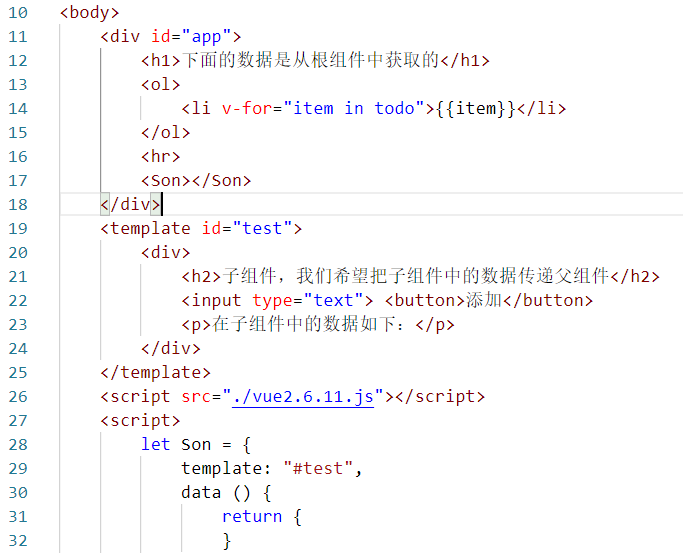 10 <body>
11 <div id="app">
12 <h1>下面的数据是从根组件中获取的</h1>
13 <ol>
14 <li v-for="item in todo">{{item}}</li>
15 </ol>
16 <hr>
17 <Son></Son>
18 </div>
19 <template id="test">
20 <div>
21 <h2>子组件，我们希望把子组件中的数据传递父组件</h2>
22 <input type="text"> <button>添加</button>
23 <p>在子组件中的数据如下：</p>
24 </div>
25 </template>
26 <script src="./vue2.6.11.js"></script>
27 <script>
28 let Son = {
29 template: "#test",
30 data () {
31 return {
32 }